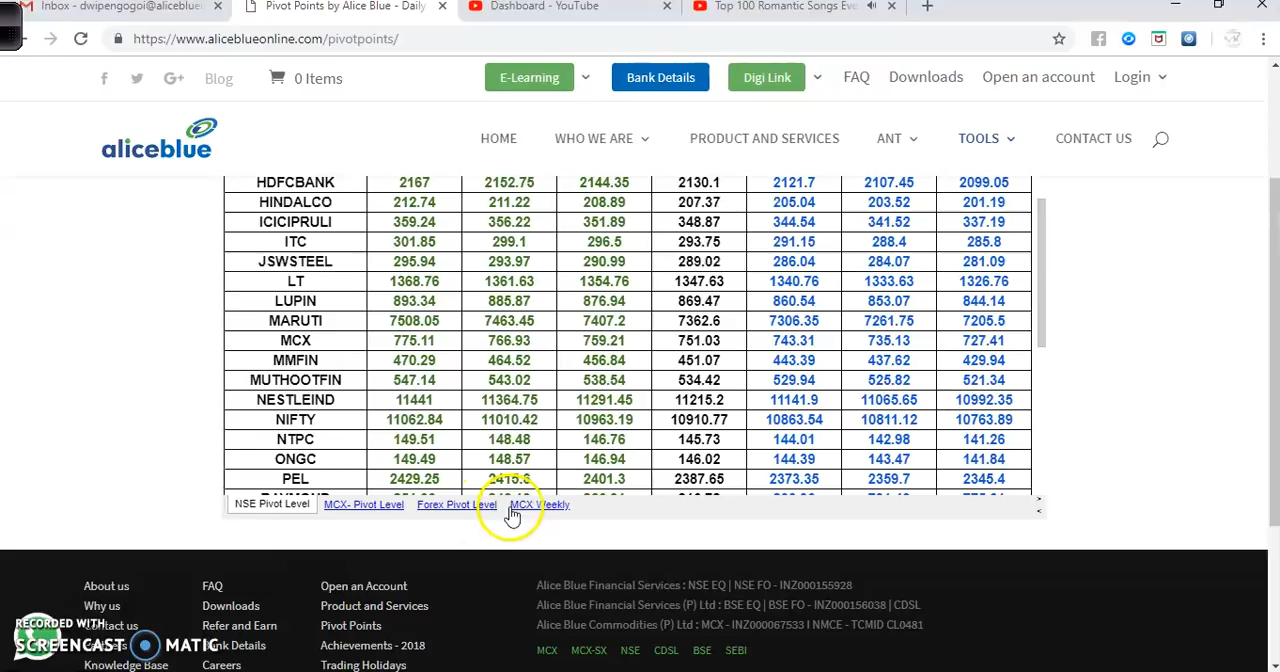 Inbox - dwipengogoi@aliceblue
Pivot Points by Alice Blue - Daily
Dashboard - YouTube
Top 100 Romantic Songs Eve
https://www.aliceblueonline.com/pivotpoints/
Blog 0 Items E-Learning Bank Details Digi Link FAQ Downloads Open an account Login
aliceblue HOME WHO WE ARE PRODUCT AND SERVICES ANT TOOLS CONTACT US
HDFCBANK 2167 2152.75 2144.35 2130.1 2121.7 2107.45 2099.05
HINDALCO 212.74 211.22 208.89 207.37 205.04 203.52 201.19
ICICIPRULI 359.24 356.22 351.89 348.87 344.54 341.52 337.19
ITC 301.85 299.1 296.5 293.75 291.15 288.4 285.8
JSWSTEEL 295.94 293.97 290.99 289.02 286.04 284.07 281.09
LT 1368.76 1361.63 1354.76 1347.63 1340.76 1333.63 1326.76
LUPIN 893.34 885.87 876.94 869.47 860.54 853.07 844.14
MARUTI 7508.05 7463.45 7407.2 7362.6 7306.35 7261.75 7205.5
MCX 775.11 766.93 759.21 751.03 743.31 735.13 727.41
MMFIN 470.29 464.52 456.84 451.07 443.39 437.62 429.94
MUTHOOTFIN 547.14 543.02 538.54 534.42 529.94 525.82 521.34
NESTLEIND 11441 11364.75 11291.45 11215.2 11141.9 11065.65 10992.35
NIFTY 11062.84 11010.42 10963.19 10910.77 10863.54 10811.12 10763.89
NTPC 149.51 148.48 146.76 145.73 144.01 142.98 141.26
ONGC 149.49 148.57 146.94 146.02 144.39 143.47 141.84
PEL 2429.25 2415.6 2401.3 2387.65 2373.35 2359.7 2345.4
NSE Pivot Level MCX- Pivot Level Forex Pivot Level MCX Weekly
About us FAQ Open an Account Alice Blue Financial Services : NSE EQ | NSE FO - INZ000155928
Why us Downloads Product and Services Alice Blue Financial Services (P) Ltd : BSE EQ | BSE FO - INZ000156038 | CDSL
Contact us Refer and Earn Pivot Points Alice Blue Commodities (P) Ltd : MCX - INZ000067533 I NMCE - TCMID CL0481
Bank Details Achievements - 2018 MCX MCX-SX NSE CDSL BSE SEBI
Knowledge Base Careers Trading Holidays
RECORDED WITH
SCREENCAST MATIC